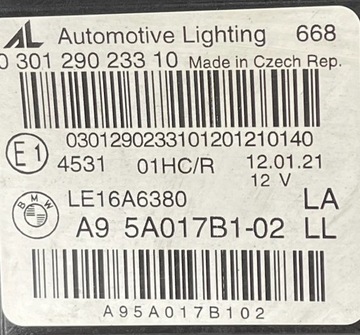 AL Automotive Lighting 668
0 301 290 233 10 Made in Czech Rep.
0301290233101201210140
E1 4531 01HC/R 12.01.21
12 V
BMW LE16A6380 LA
A9 5A017B1-02 LL
A95A017B102